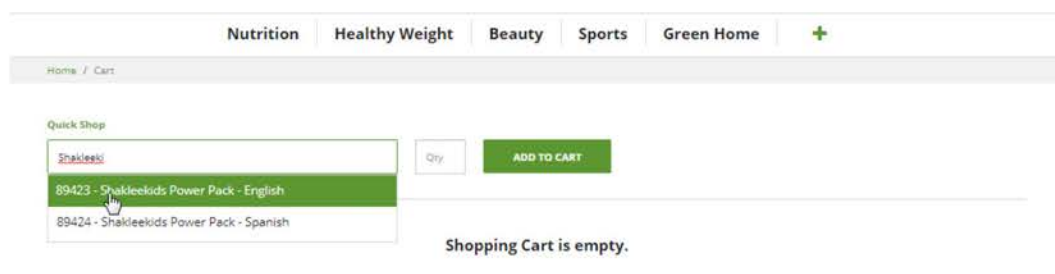 Nutrition Healthy Weight Beauty Sports Green Home +
Home / Cart
Quick Shop
Shakleeki Qty ADD TO CART
89423 - Shakleekids Power Pack - English
89424 - Shakleekids Power Pack - Spanish
Shopping Cart is empty.